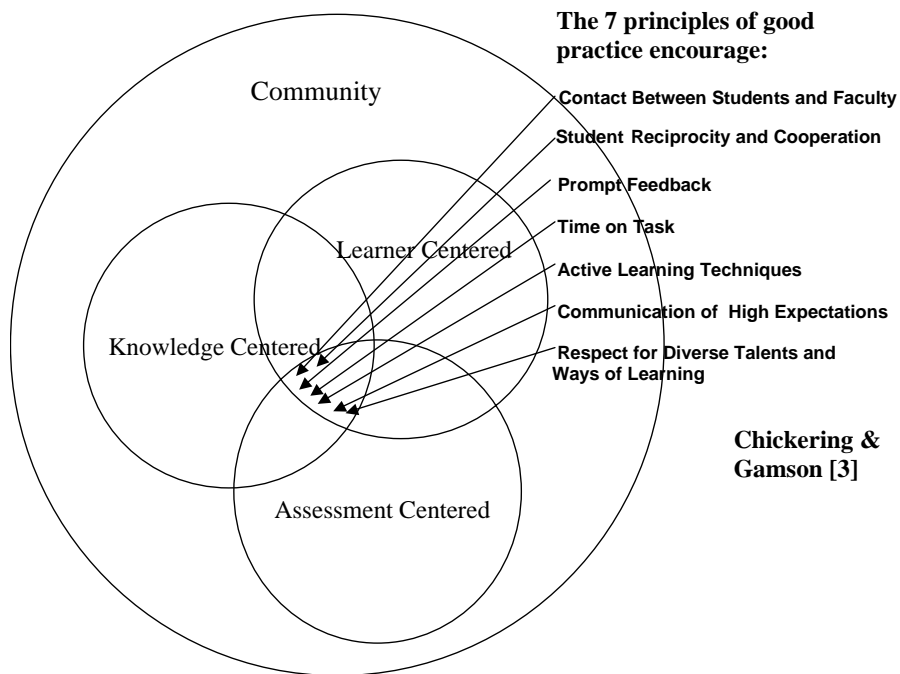 The 7 principles of good
practice encourage:
Community
Contact Between Students and Faculty
Student Reciprocity and Cooperation
Prompt Feedback
Time on Task
Learner Centered
Active Learning Techniques
Communication of High Expectations
Knowledge Centered
Respect for Diverse Talents and
Ways of Learning
Chickering &
Gamson [3]
Assessment Centered